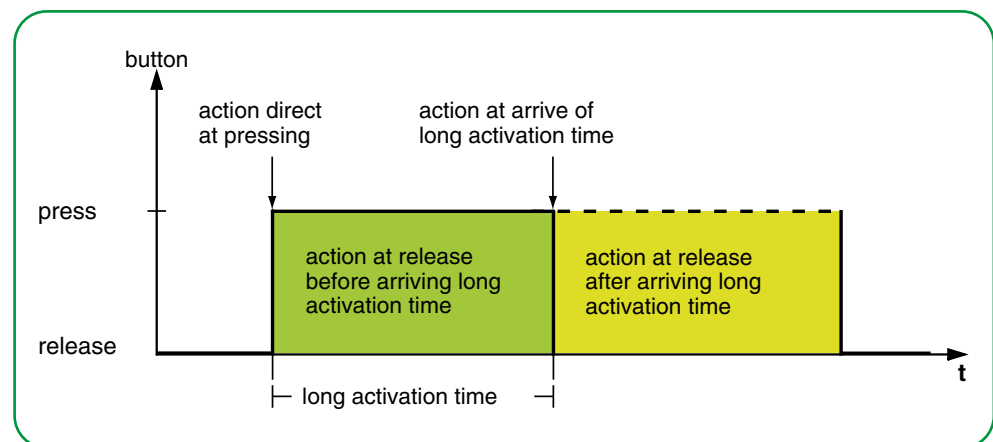 button
action direct
at pressing
action at arrive of
long activation time
press
action at release
before arriving long
activation time
action at release
after arriving long
activation time
release
t
long activation time